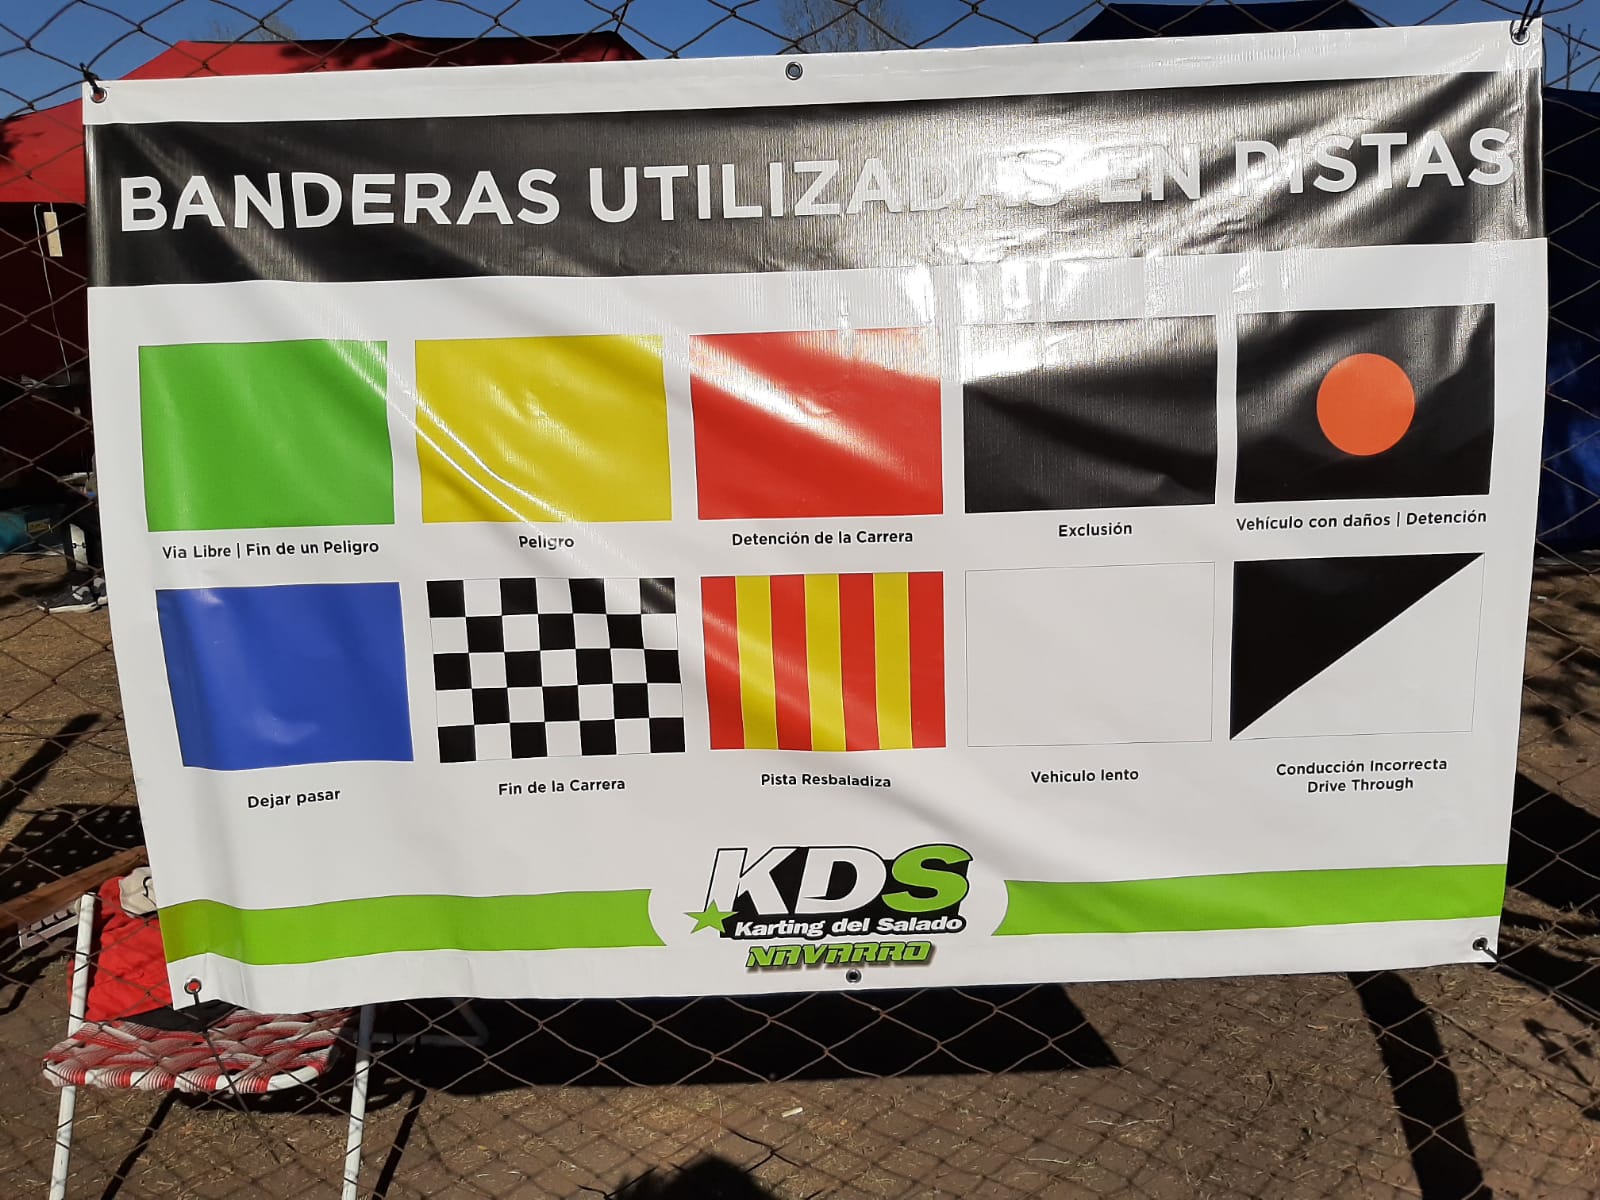 BANDERAS UTILIZADAS EN PISTAS
Via Libre | Fin de un Peligro
Peligro
Detención de la Carrera
Exclusión
Vehículo con daños | Detención
Dejar pasar
Fin de la Carrera
Pista Resbaladiza
Vehiculo lento
Conducción Incorrecta
Drive Through
KDS
Karting del Salado
NAVARRO